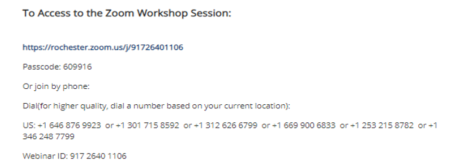 To Access to the Zoom Workshop Session:
https://rochester.zoom.us/j/91726401106
Passcode: 609916
Or join by phone:
Dial(for higher quality, dial a number based on your current location):
US: +1 646 876 9923 or +1 301 715 8592 or +1 312 626 6799 or +1 669 900 6833 or +1 253 215 8782 or +1
346 248 7799
Webinar ID: 917 2640 1106